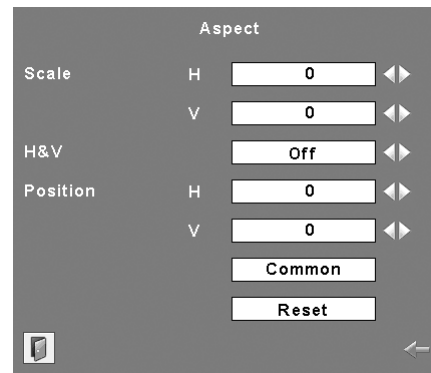 Aspect
Scale H 0
V 0
H&V Off
Position H 0
V 0
Common
Reset